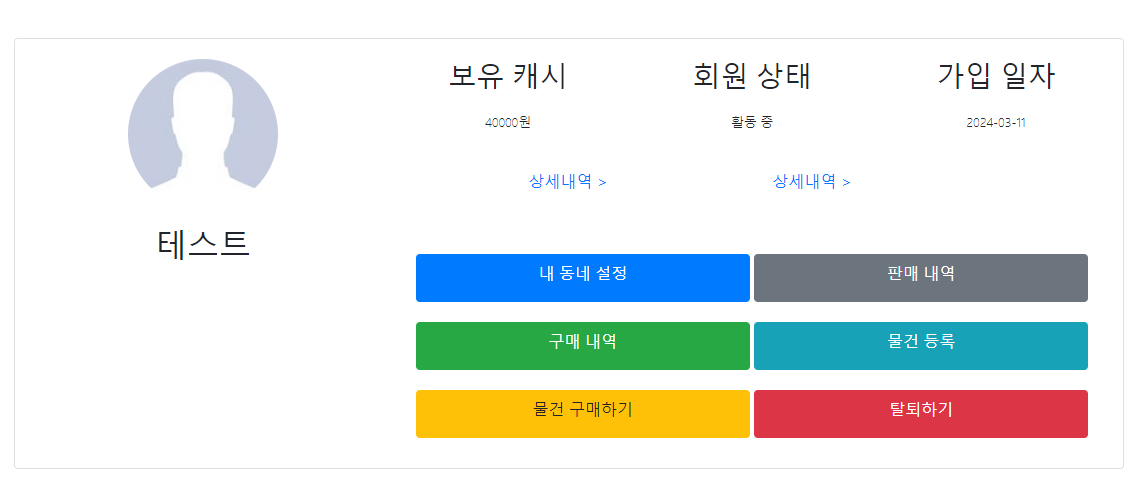 보유 캐시
회원 상태
가입 일자
40000원
활동 중
2024-03-11
상세내역 >
상세내역 >
테스트
내 동네 설정
판매 내역
구매 내역
물건 등록
물건 구매하기
탈퇴하기